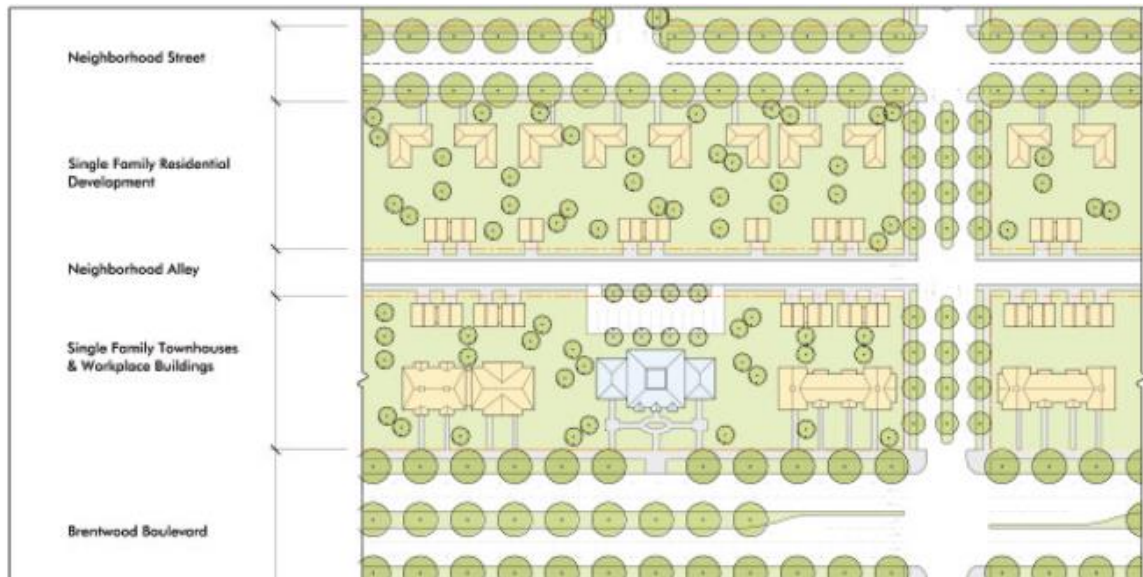 Neighborhood Street
Single Family Residential
Development
Neighborhood Alley
Single Family Townhouses
& Workplace Buildings
Brentwood Boulevard